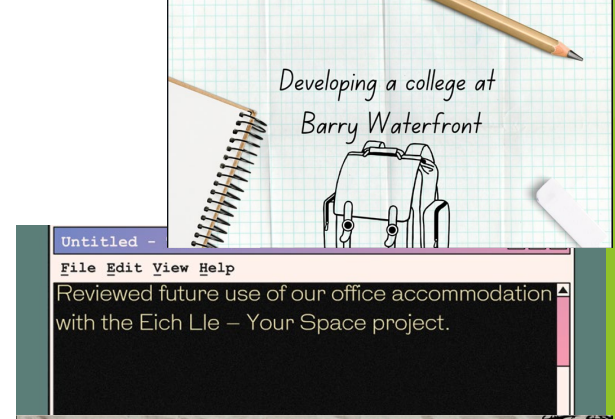 Developing a college at
Barry Waterfront
Untitled -
File Edit View Help
Reviewed future use of our office accommodation
with the Eich Lle – Your Space project.